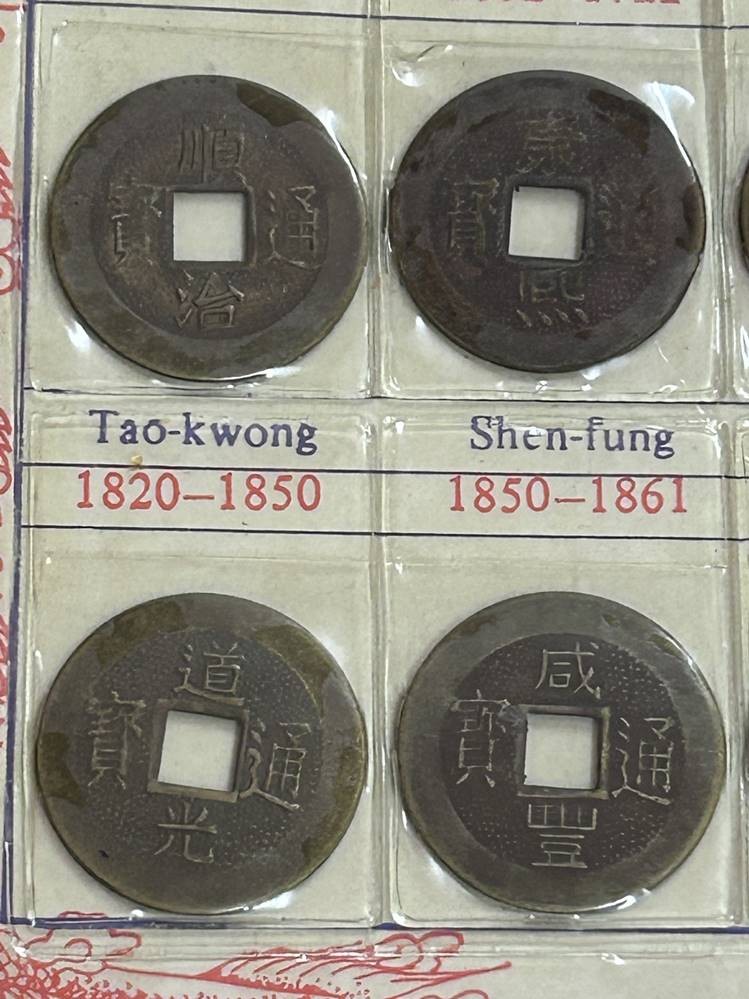 順治通寶
康熙通寶
Tao-kwong
Shen-fung
1820–1850
1850–1861
道光通寶
咸豐通寶